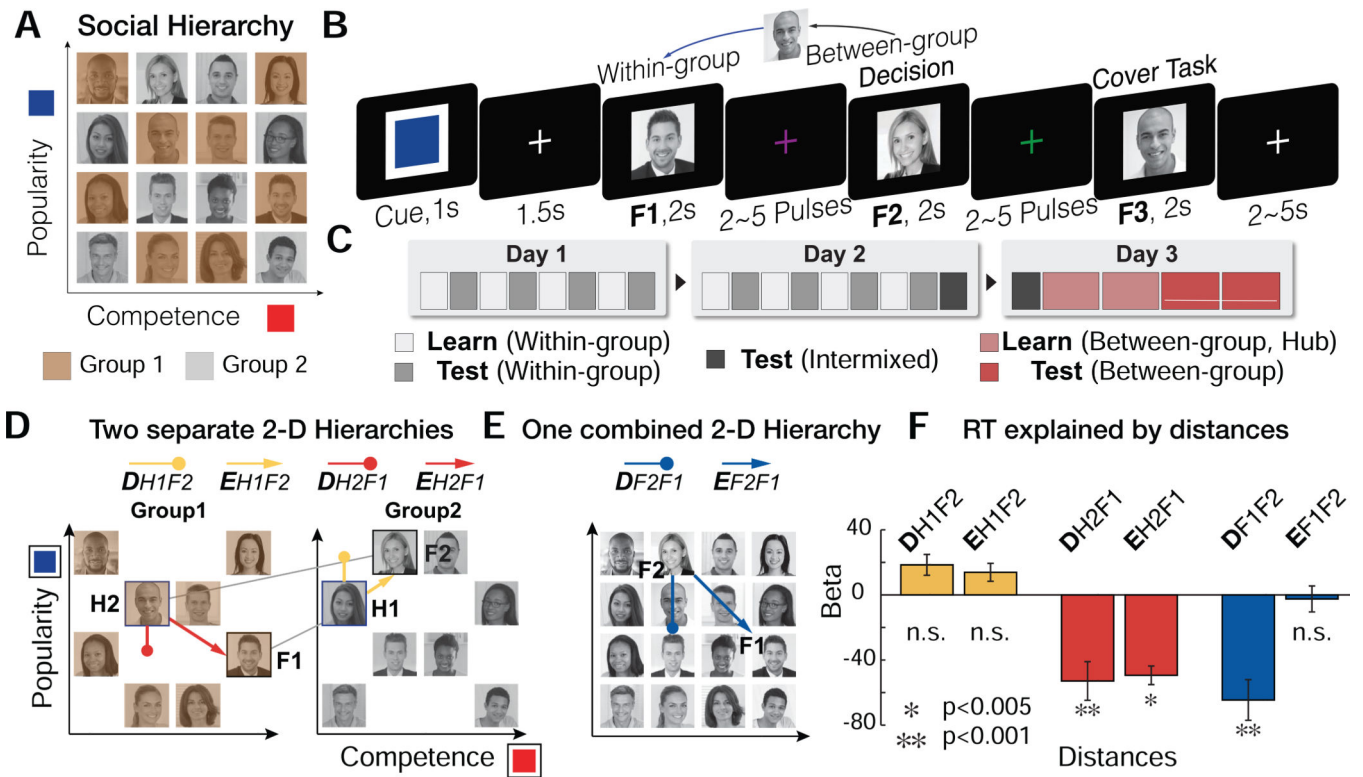 A
Social Hierarchy
Popularity
Competence
Group 1
Group 2
B
Within-group
Between-group
Decision
Cover Task
Cue, 1s
1.5s
F1, 2s
2~5 Pulses
F2, 2s
2~5 Pulses
F3, 2s
2~5s
C
Day 1
Day 2
Day 3
Learn (Within-group)
Test (Within-group)
Test (Intermixed)
Learn (Between-group, Hub)
Test (Between-group)
D
Two separate 2-D Hierarchies
DH1F2
EH1F2
DH2F1
EH2F1
Group1
Group2
H2
F1
H1
F2
Popularity
Competence
E
One combined 2-D Hierarchy
DF2F1
EF2F1
F2
F1
F
RT explained by distances
DH1F2
EH1F2
DH2F1
EH2F1
DF1F2
EF1F2
Beta
40
0
-40
-80
n.s.
**
*
**
n.s.
* p<0.005
** p<0.001
Distances